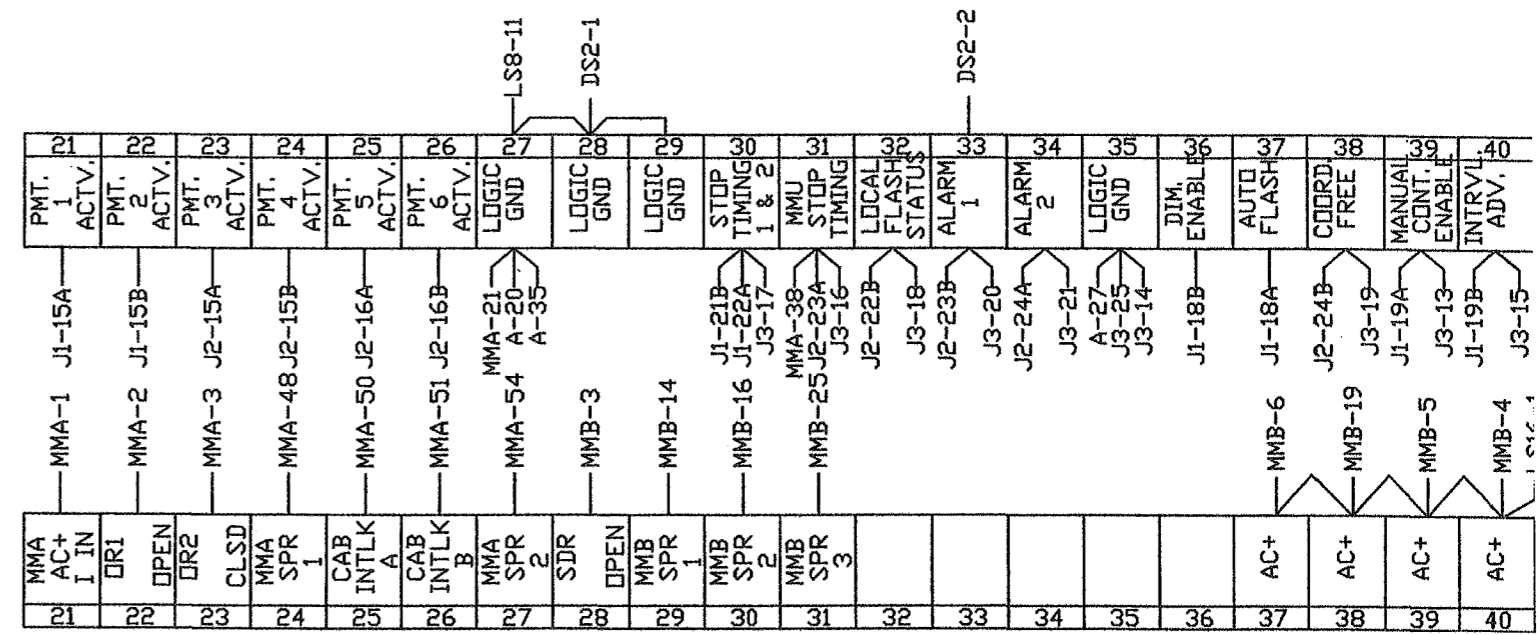 LS8-11
DS2-1
DS2-2
21 22 23 24 25 26 27 28 29 30 31 32 33 34 35 36 37 38 39 40
PMT.
1
ACTV.
PMT.
2
ACTV.
PMT.
3
ACTV.
PMT.
4
ACTV.
PMT.
5
ACTV.
PMT.
6
ACTV.
LOGIC
GND
LOGIC
GND
LOGIC
GND
STOP
TIMING
1 & 2
MMU
STOP
TIMING
LOCAL
FLASH
STATUS
ALARM
1
ALARM
2
LOGIC
GND
DIM.
ENABLE
AUTO
FLASH
COORD.
FREE
MANUAL
CONT.
ENABLE
INTRVL.
ADV.
J1-15A
J1-15B
J2-15A
J2-15B
J2-16A
J2-16B
MMA-21
A-20
A-35
J1-21B
J1-22A
J3-17
MMA-38
J2-23A
J3-16
J2-22B
J3-18
J2-23B
J3-20
J2-24A
J3-21
A-27
J3-25
J3-14
J1-18B
J1-18A
J2-24B
J3-19
J1-19A
J3-13
J1-19B
J3-15
MMA-1
MMA-2
MMA-3
MMA-48
MMA-50
MMA-51
MMA-54
MMB-3
MMB-14
MMB-16
MMB-25
MMB-6
MMB-19
MMB-5
MMB-4
MMA
AC+
I IN
OR1
OPEN
OR2
CLSD
MMA
SPR
1
CAB
INTLK
A
CAB
INTLK
B
MMA
SPR
2
SDR
OPEN
MMB
SPR
1
MMB
SPR
2
MMB
SPR
3
AC+
AC+
AC+
AC+
21 22 23 24 25 26 27 28 29 30 31 32 33 34 35 36 37 38 39 40